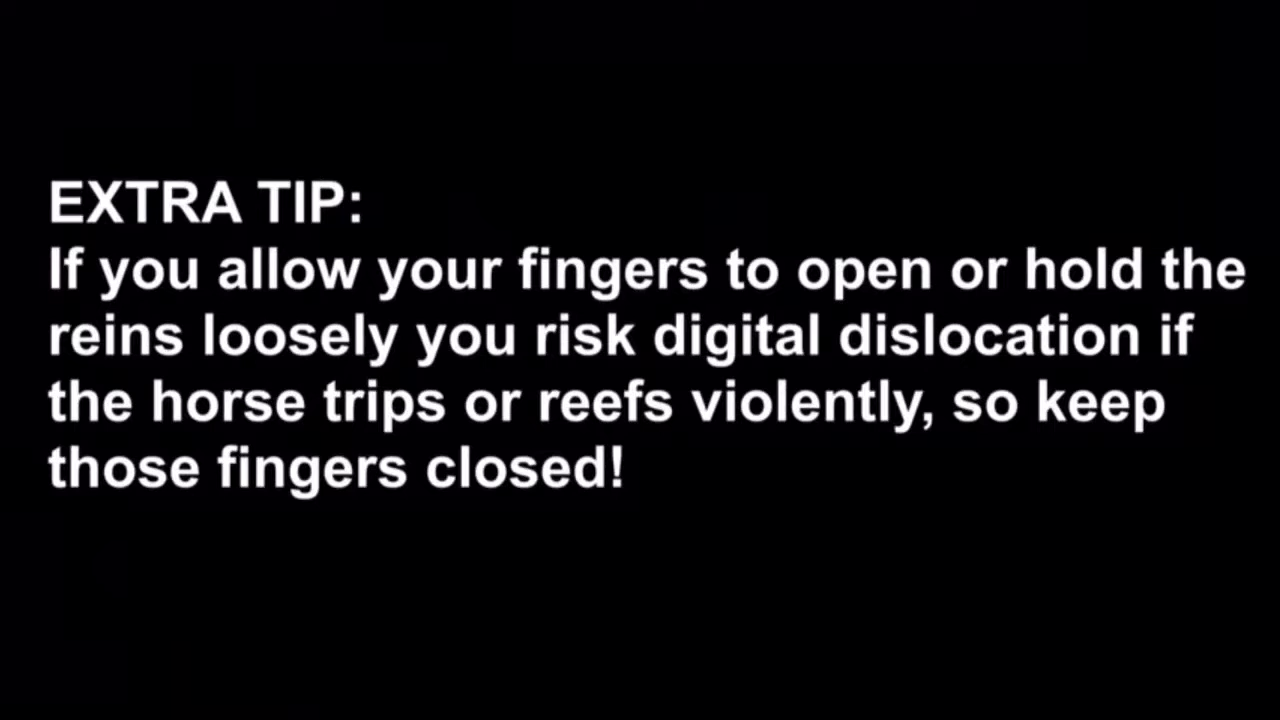 EXTRA TIP:
If you allow your fingers to open or hold the
reins loosely you risk digital dislocation if
the horse trips or reefs violently, so keep
those fingers closed!